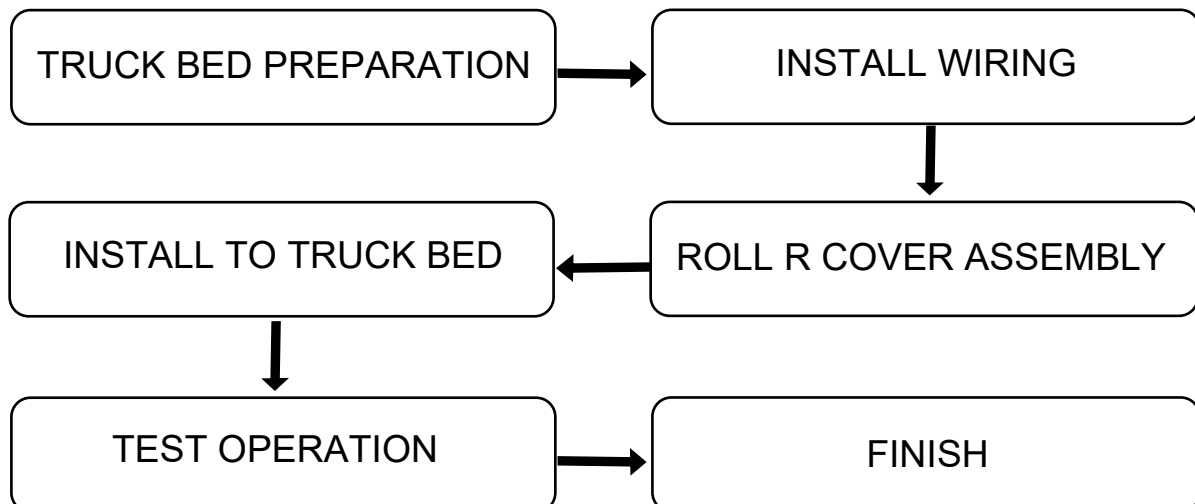 TRUCK BED PREPARATION
INSTALL WIRING
ROLL R COVER ASSEMBLY
INSTALL TO TRUCK BED
TEST OPERATION
FINISH